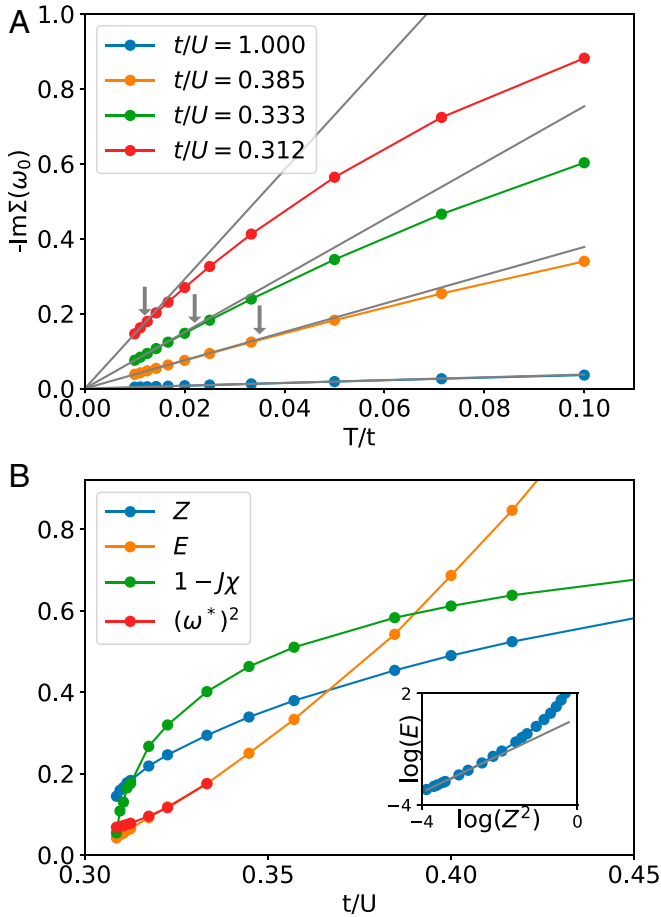 A
1.0
0.8
0.6
0.4
0.2
0.0
-ImΣ(ω₀)
t/U = 1.000
t/U = 0.385
t/U = 0.333
t/U = 0.312
0.00 0.02 0.04 0.06 0.08 0.10
T/t
B
0.8
0.6
0.4
0.2
0.0
Z
E
1 − Jχ
(ω*)²
2
-4
log(E)
-4 0
log(Z²)
0.30 0.35 0.40 0.45
t/U